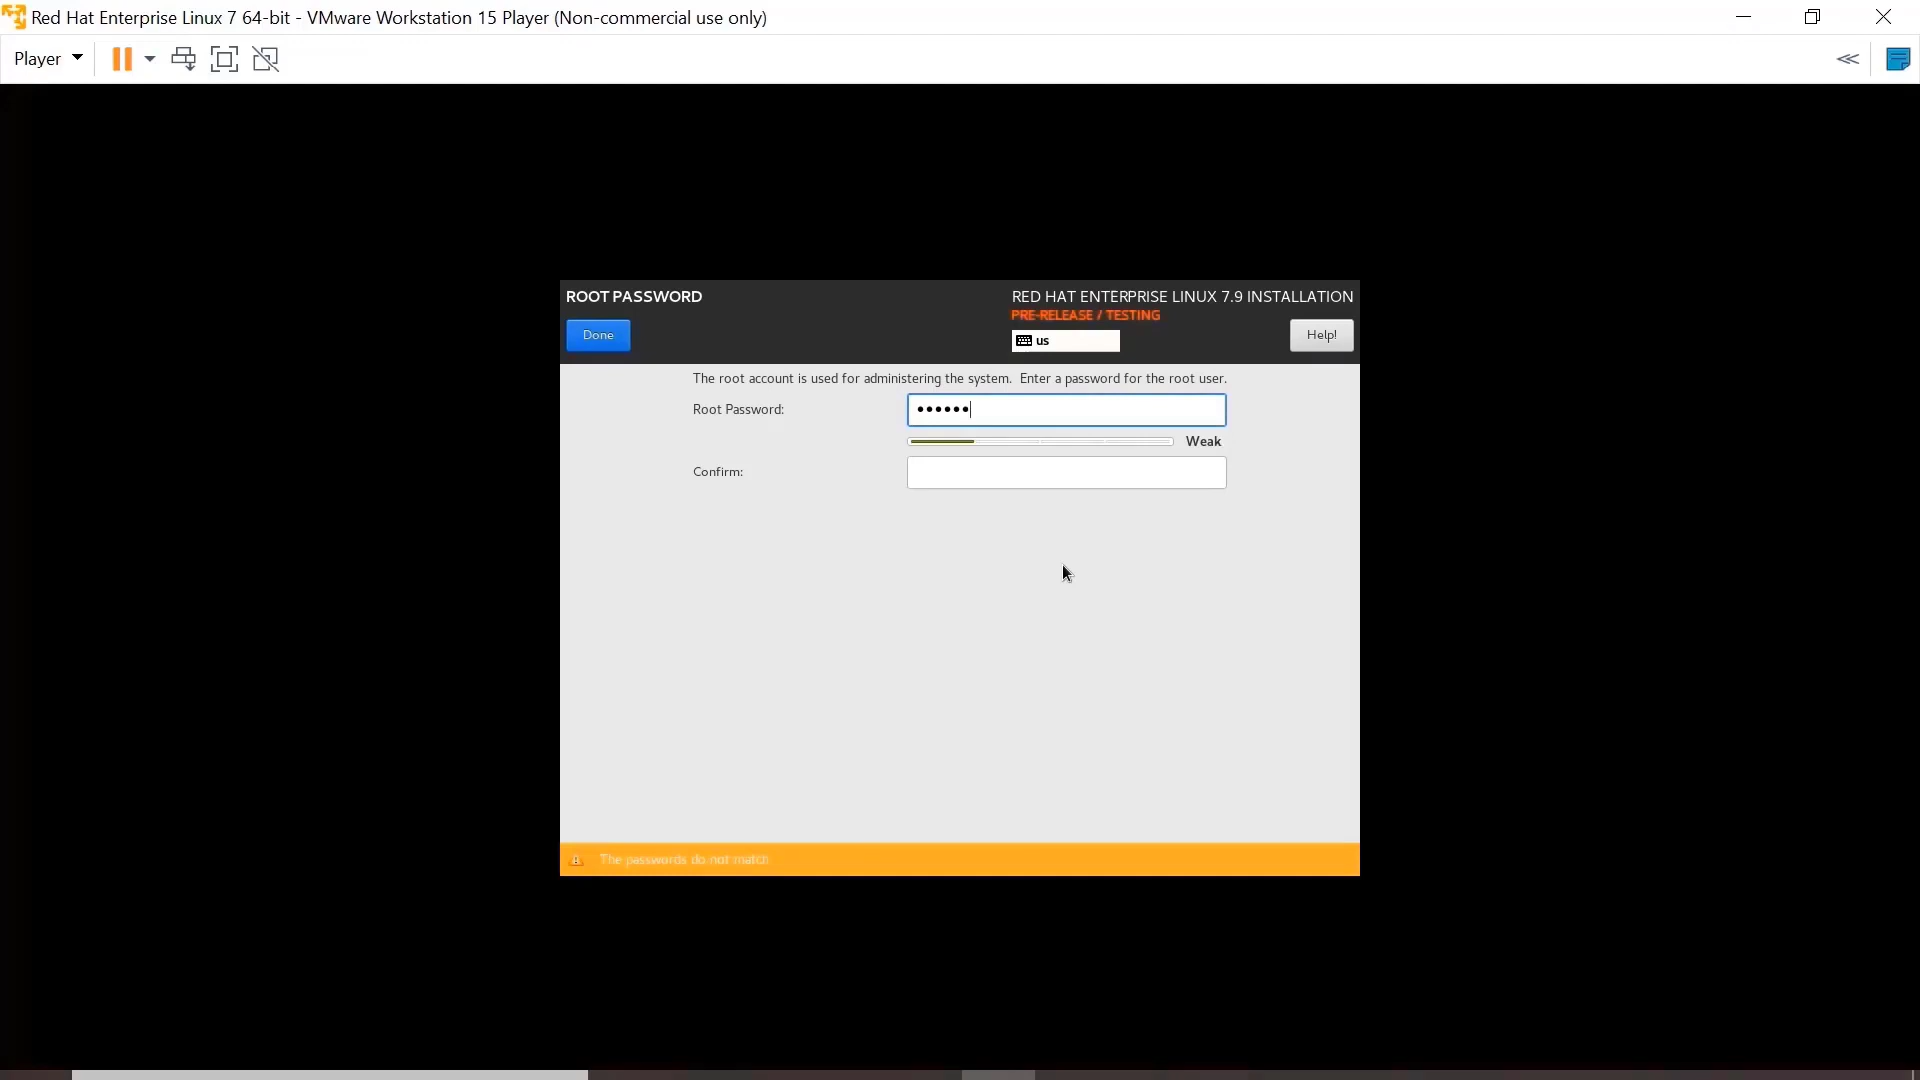 Red Hat Enterprise Linux 7 64-bit - VMware Workstation 15 Player (Non-commercial use only)
Player
ROOT PASSWORD
RED HAT ENTERPRISE LINUX 7.9 INSTALLATION
PRE-RELEASE / TESTING
Done
us
Help!
The root account is used for administering the system. Enter a password for the root user.
Root Password:
••••••
Weak
Confirm:
The passwords do not match